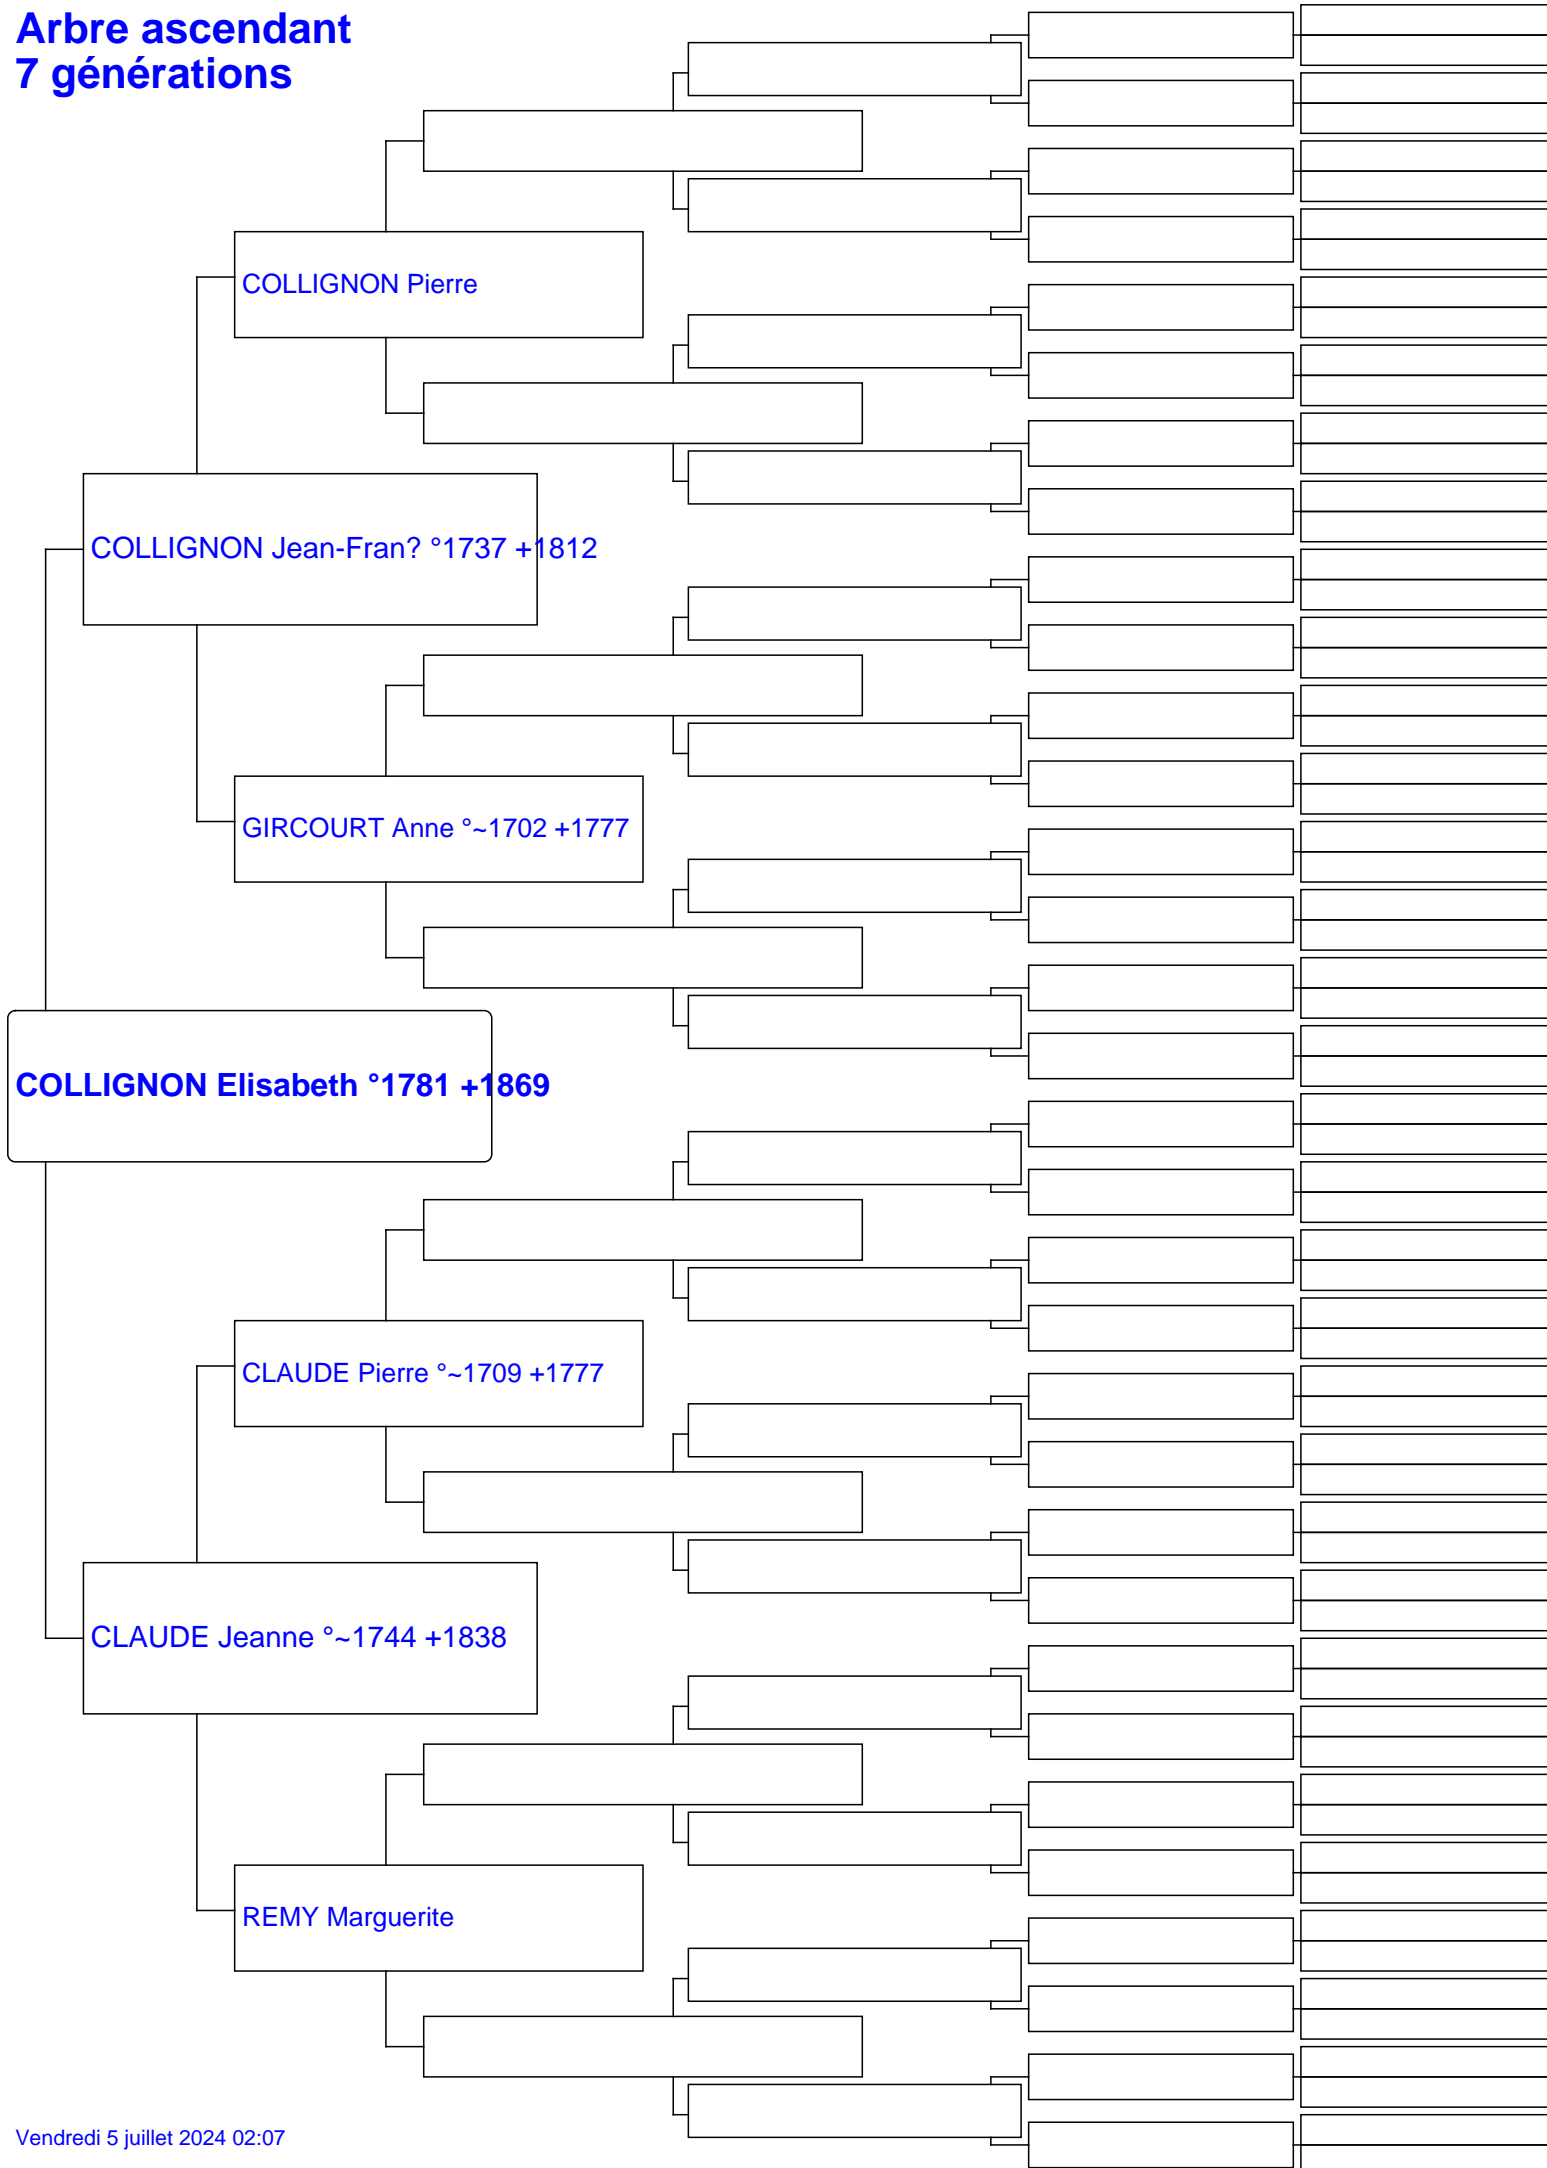 Arbre ascendant
7 générations
COLLIGNON Pierre
COLLIGNON Jean-Fran? °1737 +1812
GIRCOURT Anne °~1702 +1777
COLLIGNON Elisabeth °1781 +1869
CLAUDE Pierre °~1709 +1777
CLAUDE Jeanne °~1744 +1838
REMY Marguerite
Vendredi 5 juillet 2024 02:07